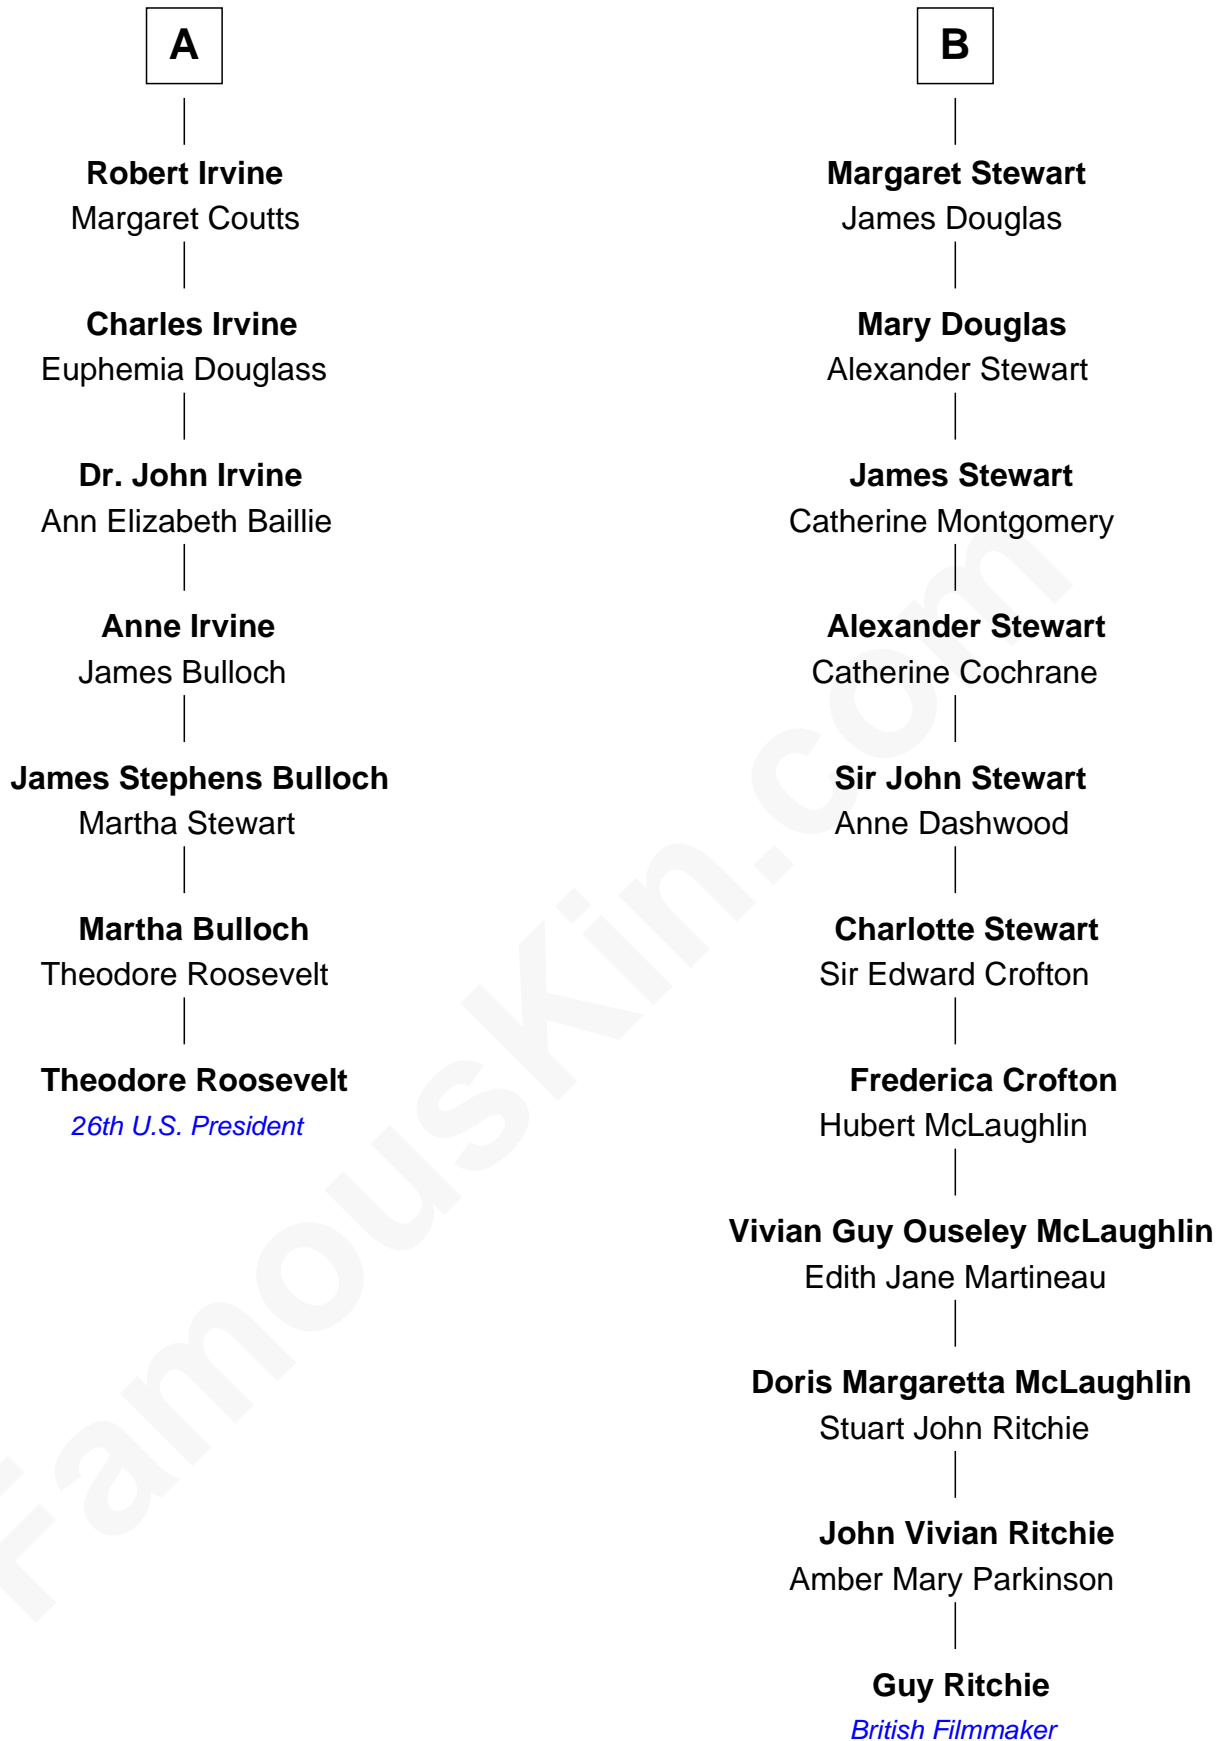 A
Robert Irvine
Margaret Coutts
Charles Irvine
Euphemia Douglass
Dr. John Irvine
Ann Elizabeth Baillie
Anne Irvine
James Bulloch
James Stephens Bulloch
Martha Stewart
Martha Bulloch
Theodore Roosevelt
Theodore Roosevelt
26th U.S. President
B
Margaret Stewart
James Douglas
Mary Douglas
Alexander Stewart
James Stewart
Catherine Montgomery
Alexander Stewart
Catherine Cochrane
Sir John Stewart
Anne Dashwood
Charlotte Stewart
Sir Edward Crofton
Frederica Crofton
Hubert McLaughlin
Vivian Guy Ouseley McLaughlin
Edith Jane Martineau
Doris Margaretta McLaughlin
Stuart John Ritchie
John Vivian Ritchie
Amber Mary Parkinson
Guy Ritchie
British Filmmaker
FamousKin.com